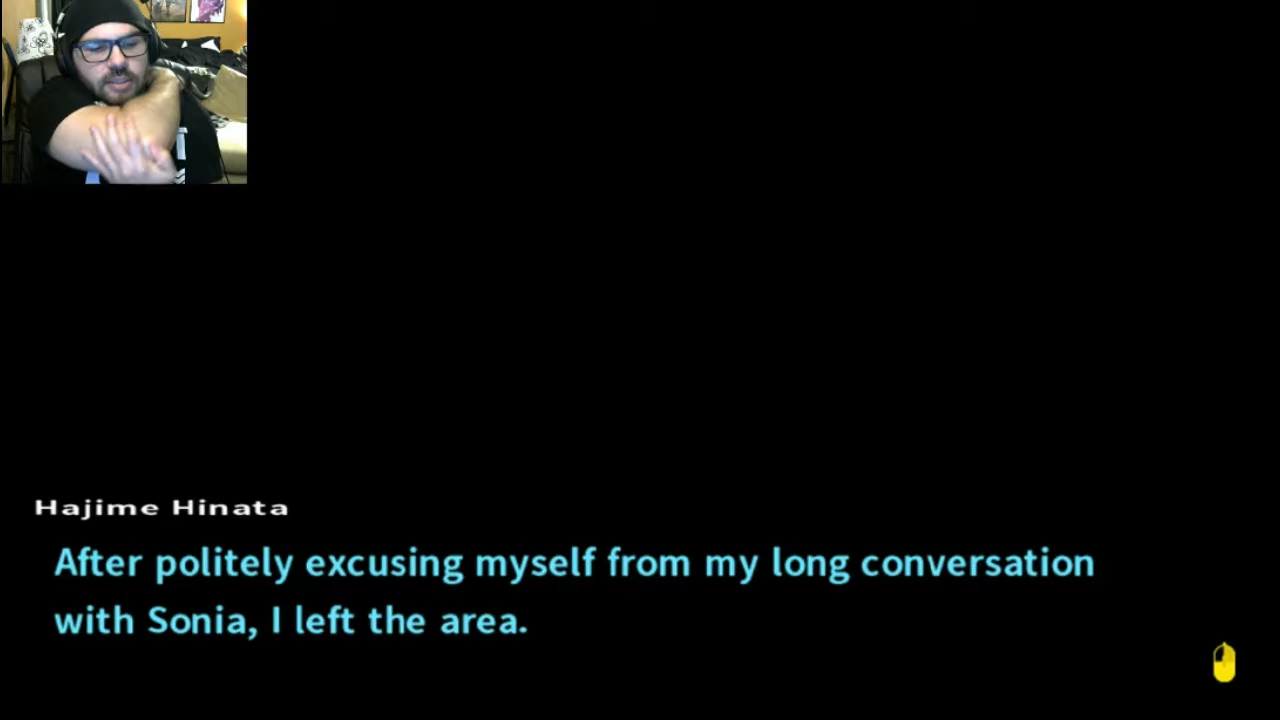 Hajime Hinata
After politely excusing myself from my long conversation
with Sonia, I left the area.